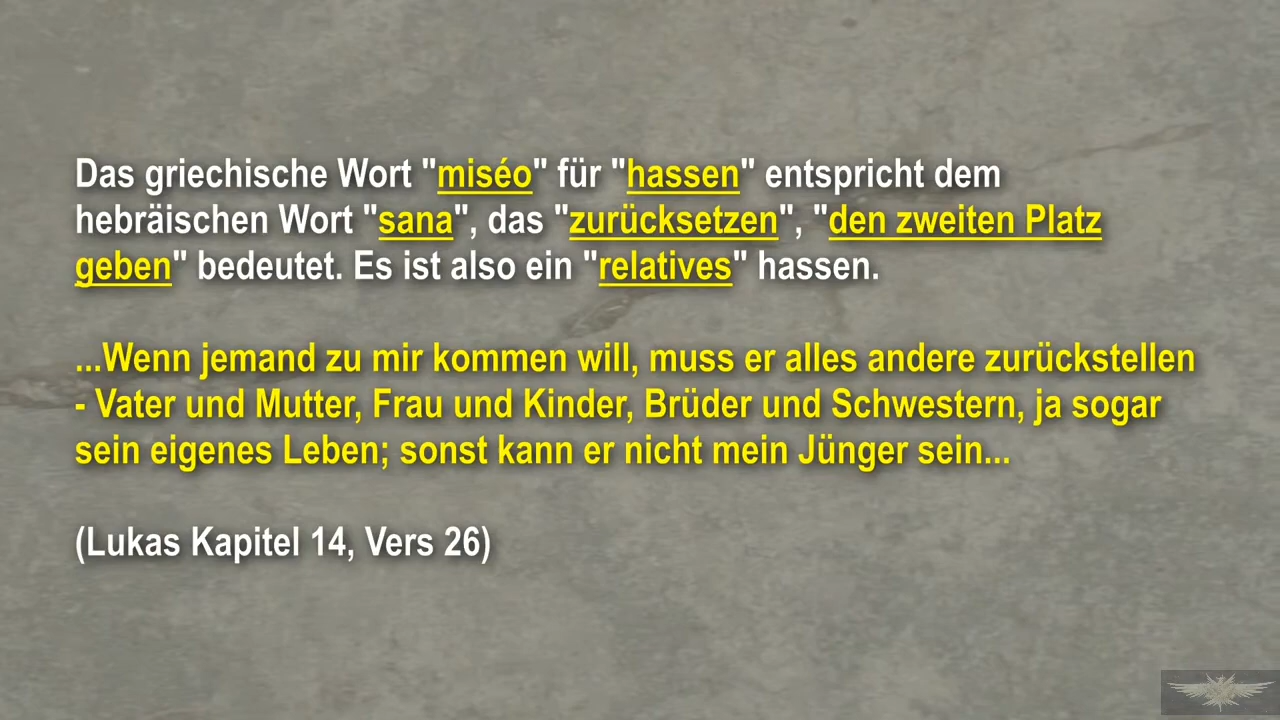 Das griechische Wort "miséo" für "hassen" entspricht dem
hebräischen Wort "sana", das "zurücksetzen", "den zweiten Platz
geben" bedeutet. Es ist also ein "relatives" hassen.
...Wenn jemand zu mir kommen will, muss er alles andere zurückstellen
- Vater und Mutter, Frau und Kinder, Brüder und Schwestern, ja sogar
sein eigenes Leben; sonst kann er nicht mein Jünger sein...
(Lukas Kapitel 14, Vers 26)